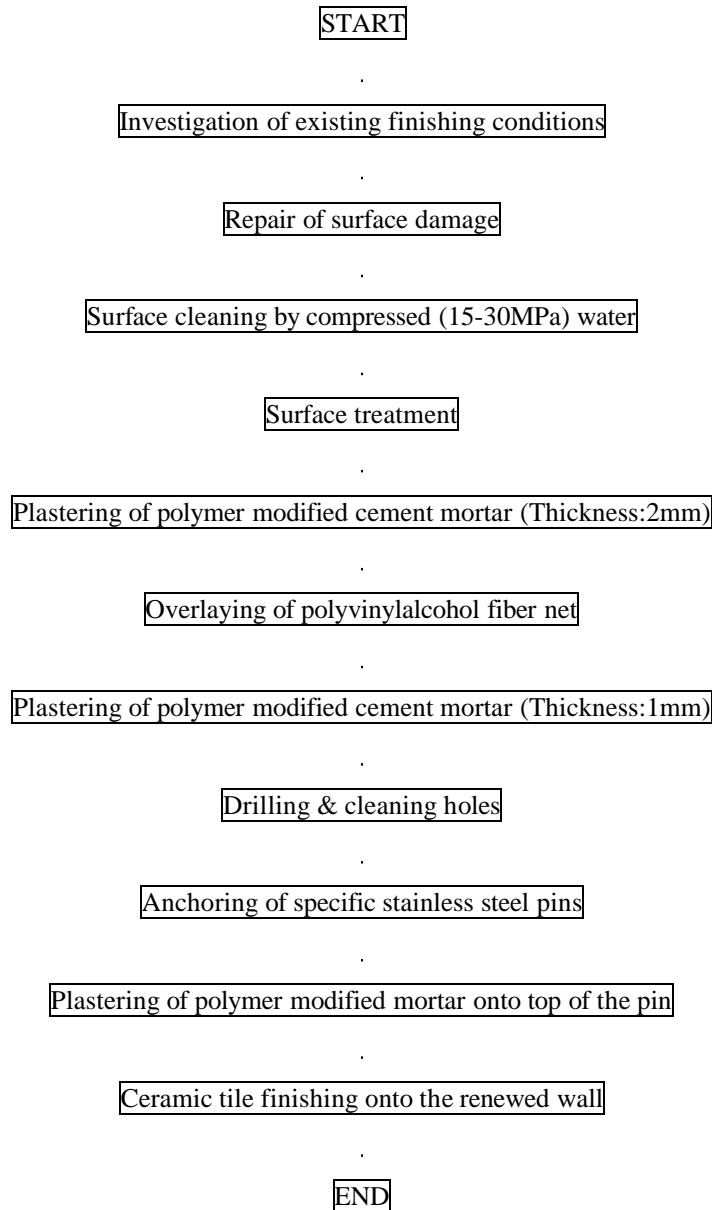 START
.
Investigation of existing finishing conditions
.
Repair of surface damage
.
Surface cleaning by compressed (15-30MPa) water
.
Surface treatment
.
Plastering of polymer modified cement mortar (Thickness:2mm)
.
Overlaying of polyvinylalcohol fiber net
.
Plastering of polymer modified cement mortar (Thickness:1mm)
.
Drilling & cleaning holes
.
Anchoring of specific stainless steel pins
.
Plastering of polymer modified mortar onto top of the pin
.
Ceramic tile finishing onto the renewed wall
.
END